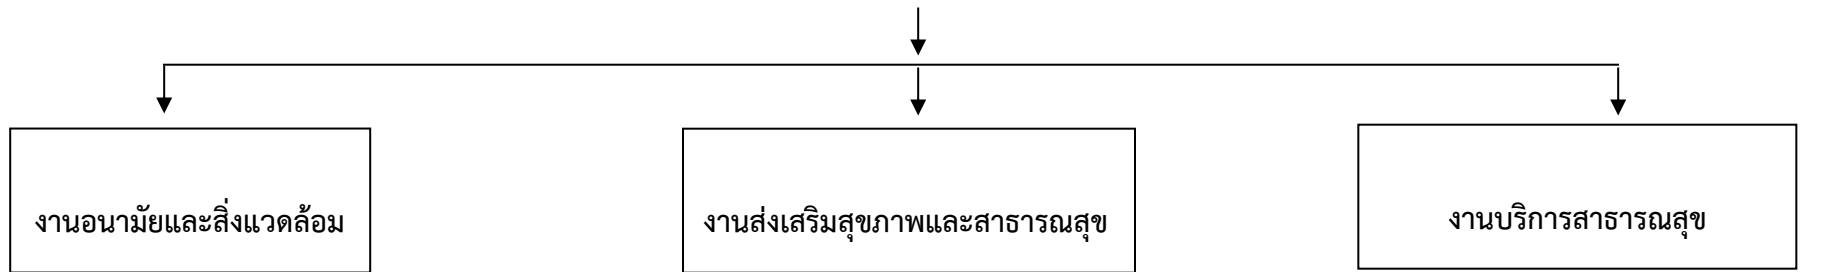 งานอนามัยและสิ่งแวดล้อม
งานส่งเสริมสุขภาพและสาธารณสุข
งานบริการสาธารณสุข